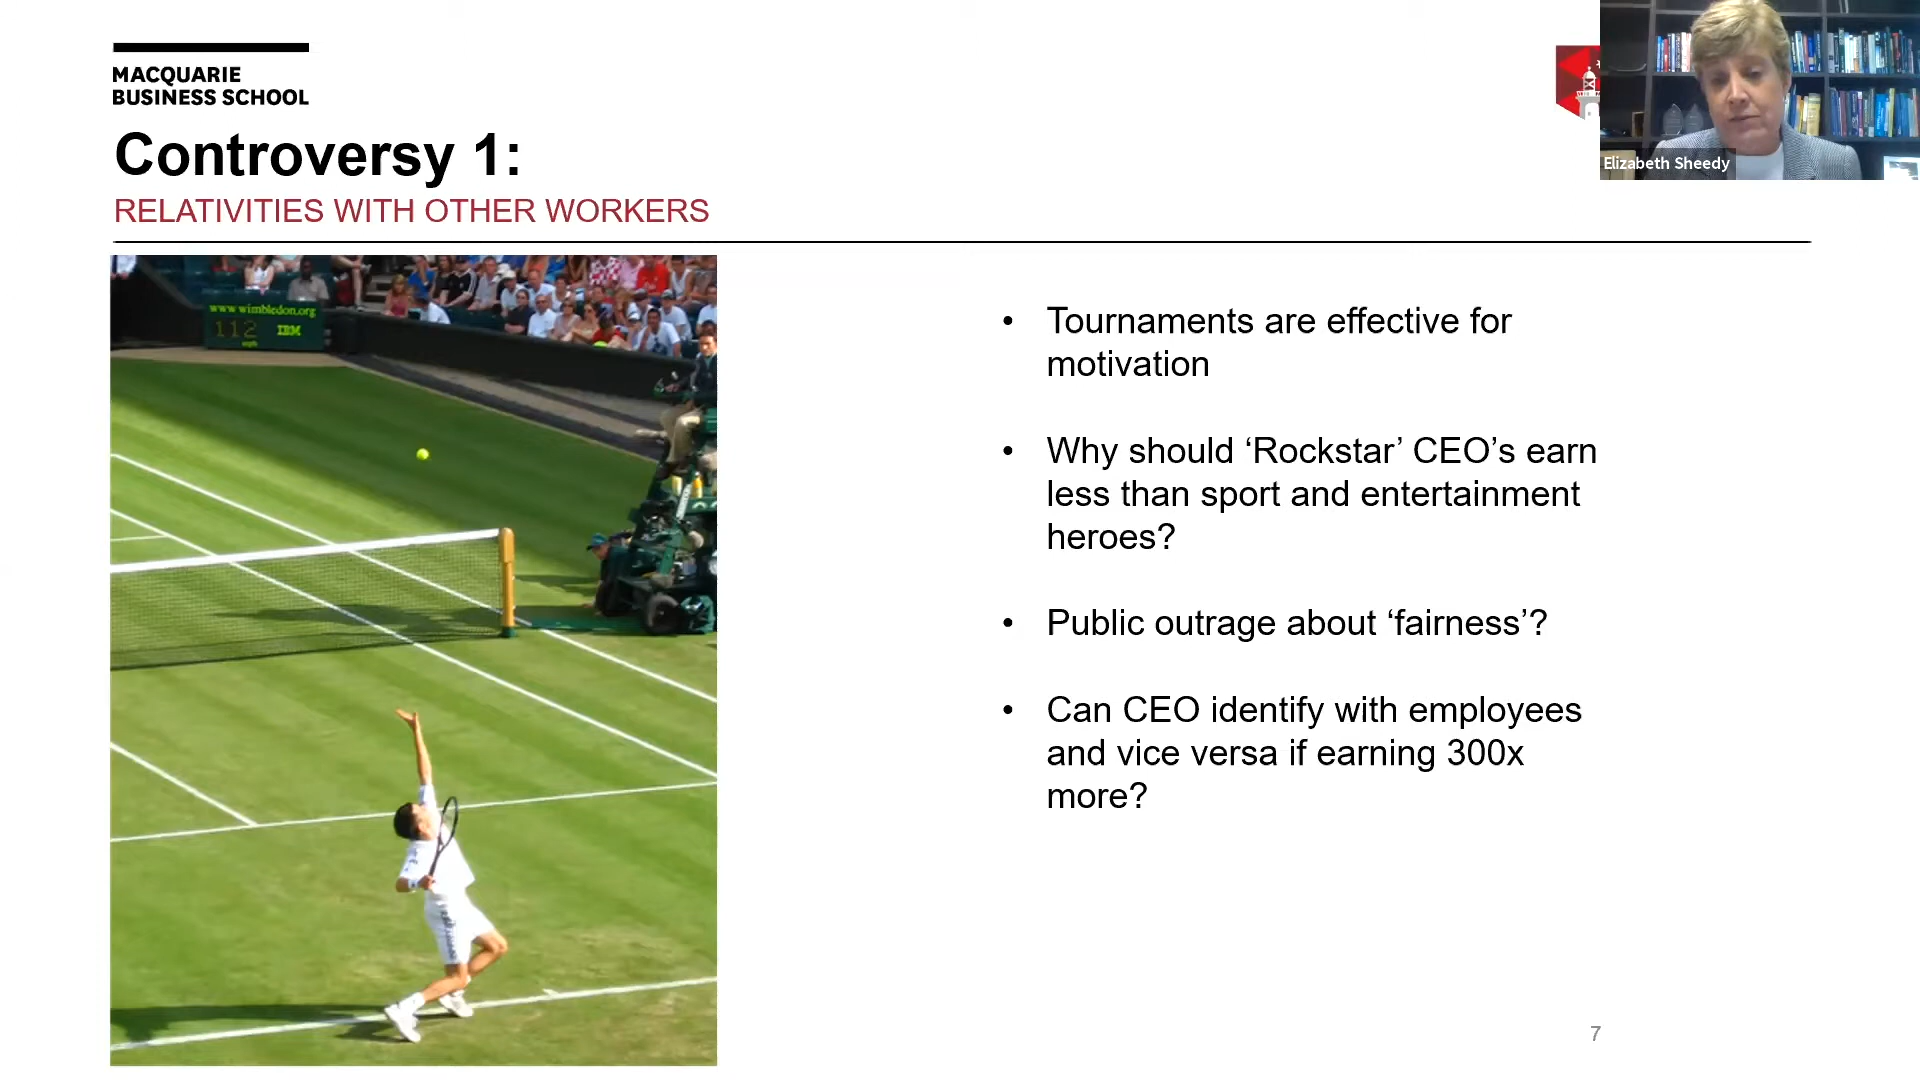 MACQUARIE
BUSINESS SCHOOL
Controversy 1:
RELATIVITIES WITH OTHER WORKERS
Elizabeth Sheedy
www.wimbledon.org
112 IBM
mph
• Tournaments are effective for
motivation
• Why should ‘Rockstar’ CEO’s earn
less than sport and entertainment
heroes?
• Public outrage about ‘fairness’?
• Can CEO identify with employees
and vice versa if earning 300x
more?
7